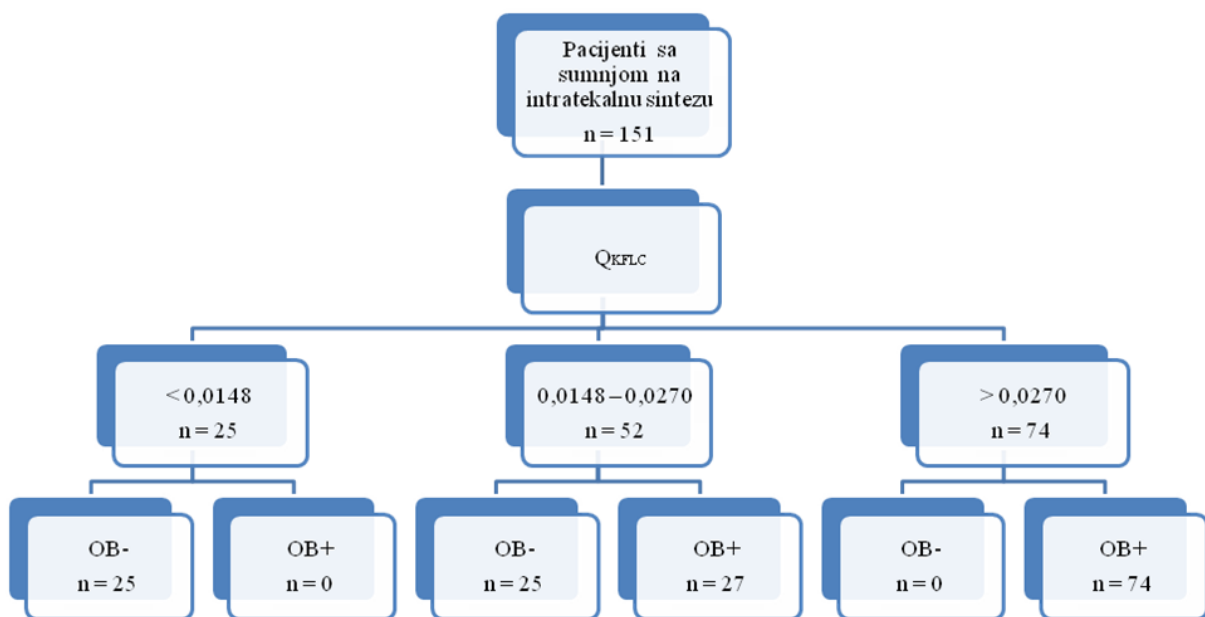 Pacijenti sa
sumnjom na
intratekalnu sintezu
n = 151
QKFLC
< 0,0148
n = 25
0,0148 – 0,0270
n = 52
> 0,0270
n = 74
OB-
n = 25
OB+
n = 0
OB-
n = 25
OB+
n = 27
OB-
n = 0
OB+
n = 74